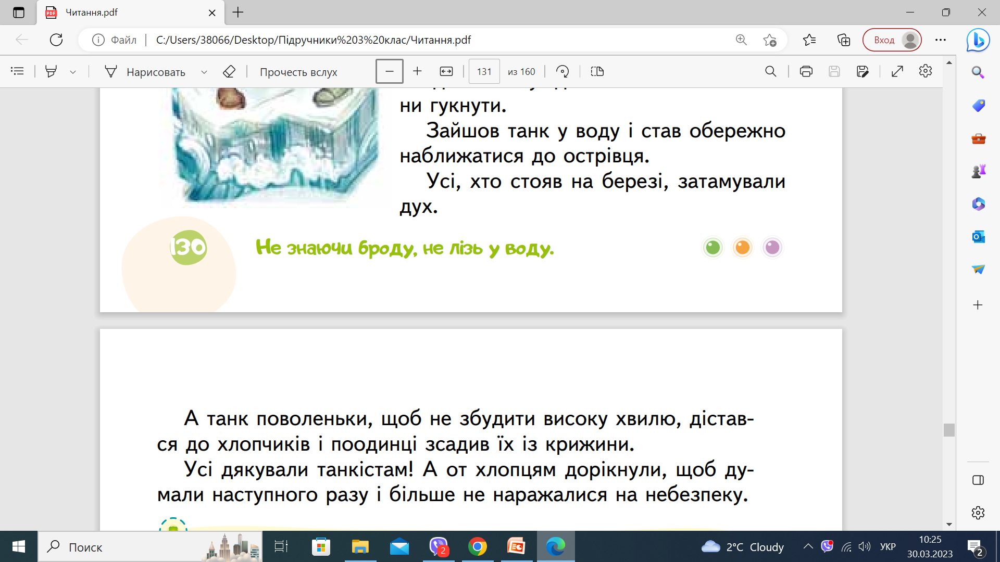 Читання.pdf
Файл
C:/Users/38066/Desktop/Підручники%203%20клас/Читання.pdf
Вход
Нарисовать
Прочесть вслух
131 из 160
ни гукнути.
Зайшов танк у воду і став обережно
наближатися до острівця.
Усі, хто стояв на березі, затамували
дух.
130
Не знаючи броду, не лізь у воду.
А танк поволеньки, щоб не збудити високу хвилю, дістав-
ся до хлопчиків і поодинці зсадив їх із крижини.
Усі дякували танкістам! А от хлопцям дорікнули, щоб ду-
мали наступного разу і більше не наражалися на небезпеку.
Поиск
2
2°C Cloudy
УКР
10:25
30.03.2023
2